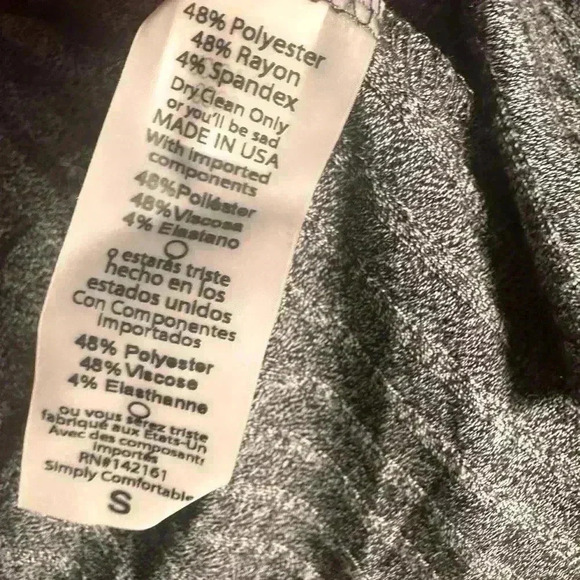 48% Polyester
48% Rayon
4% Spandex
Dry Clean Only
or you'll be sad
MADE IN USA
With imported
components
48% Poliéster
48% Viscosa
4% Elastano
o estarás triste
hecho en los
estados unidos
Con Componentes
Importados
48% Polyester
48% Viscose
4% Elasthanne
ou vous serez triste
fabriqué aux États-Un
Avec des composants
Importés
RN#142161
Simply Comfortable
S